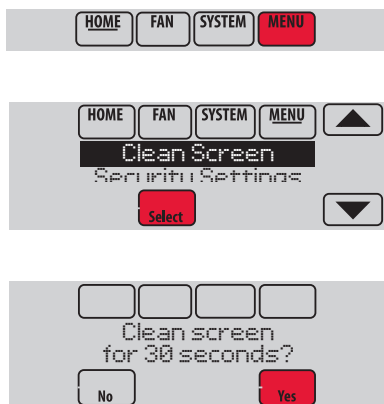 HOME FAN SYSTEM MENU
HOME FAN SYSTEM MENU
Clean Screen
Security Settings
Select
Clean screen
for 30 seconds?
No Yes